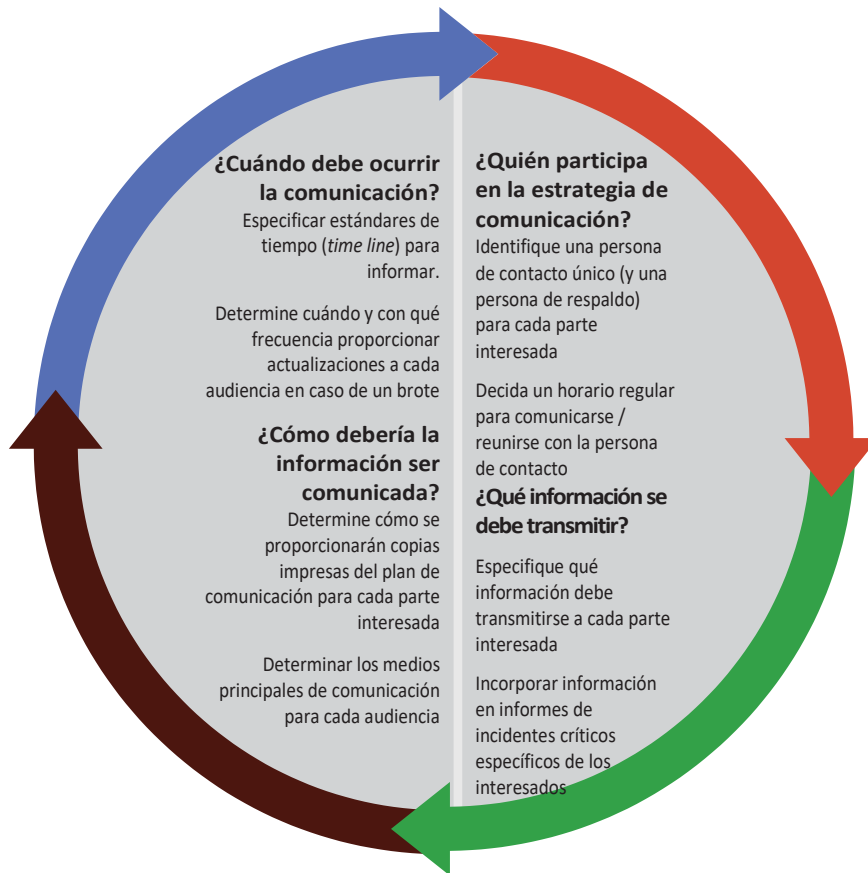 ¿Cuándo debe ocurrir
la comunicación?
Especificar estándares de
tiempo (time line) para
informar.
Determine cuándo y con qué
frecuencia proporcionar
actualizaciones a cada
audiencia en caso de un brote
¿Cómo debería la
información ser
comunicada?
Determine cómo se
proporcionarán copias
impresas del plan de
comunicación para cada parte
interesada
Determinar los medios
principales de comunicación
para cada audiencia
¿Quién participa
en la estrategia de
comunicación?
Identifique una persona
de contacto único (y una
persona de respaldo)
para cada parte
interesada
Decida un horario regular
para comunicarse /
reunirse con la persona
de contacto
¿Qué información se
debe transmitir?
Especifique qué
información debe
transmitirse a cada parte
interesada
Incorporar información
en informes de
incidentes críticos
específicos de los
interesados